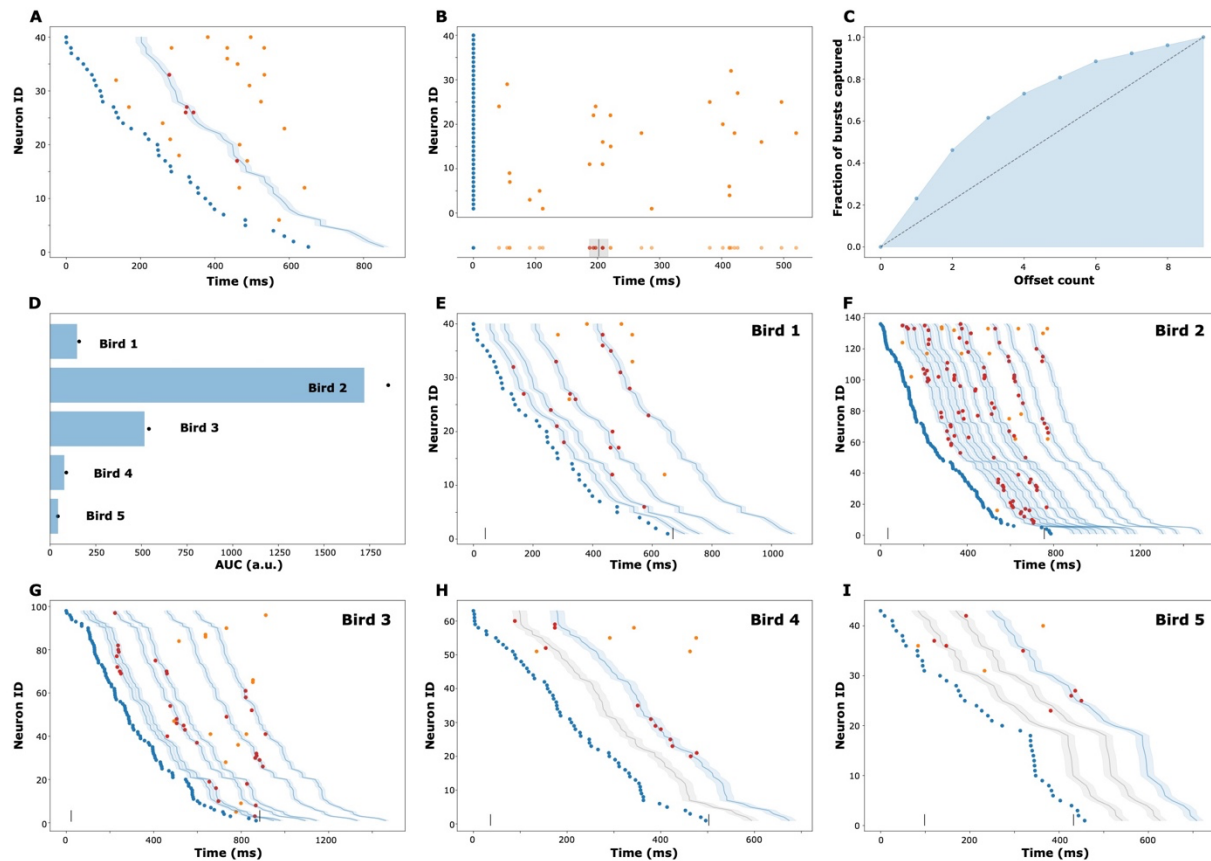 A
B
C
40
30
20
10
0
Neuron ID
0 200 400 600 800
Time (ms)
40
30
20
10
0
Neuron ID
0 100 200 300 400 500
Time (ms)
1.0
0.8
0.6
0.4
0.2
0.0
Fraction of bursts captured
0 2 4 6 8
Offset count
D
E
F
Bird 1
Bird 2
Bird 3
Bird 4
Bird 5
0 250 500 750 1000 1250 1500 1750
AUC (a.u.)
Bird 1
40
30
20
10
0
Neuron ID
0 200 400 600 800 1000
Time (ms)
Bird 2
140
120
100
80
60
40
20
0
Neuron ID
0 400 800 1200
Time (ms)
G
H
I
Bird 3
100
80
60
40
20
0
Neuron ID
0 400 800 1200
Time (ms)
Bird 4
60
50
40
30
20
10
0
Neuron ID
0 200 400 600
Time (ms)
Bird 5
40
30
20
10
0
Neuron ID
0 200 400 600
Time (ms)